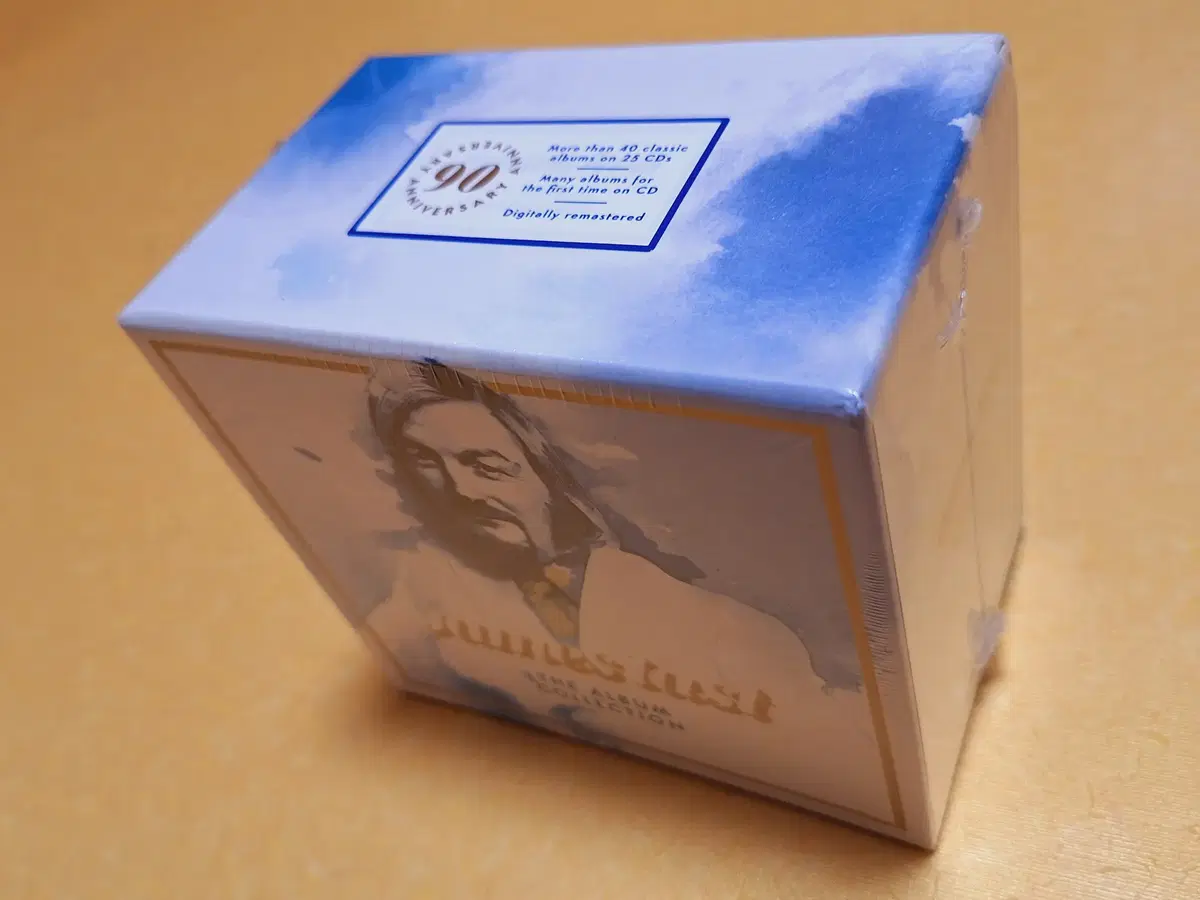 ANNIVERSARY ANNIVERSARY
90
More than 40 classic
albums on 25 CDs
Many albums for
the first time on CD
Digitally remastered
James Last
THE ALBUM
COLLECTION